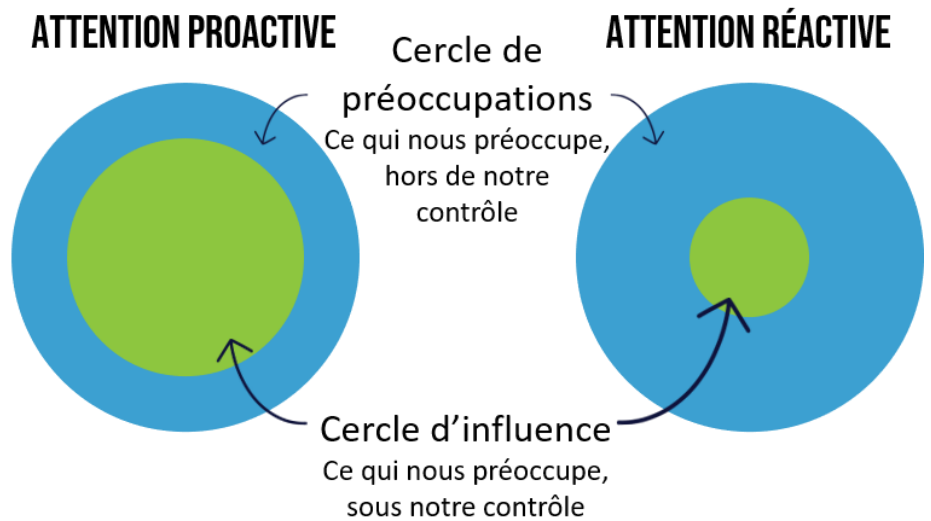 ATTENTION PROACTIVE
ATTENTION RÉACTIVE
Cercle de
préoccupations
Ce qui nous préoccupe,
hors de notre
contrôle
Cercle d’influence
Ce qui nous préoccupe,
sous notre contrôle